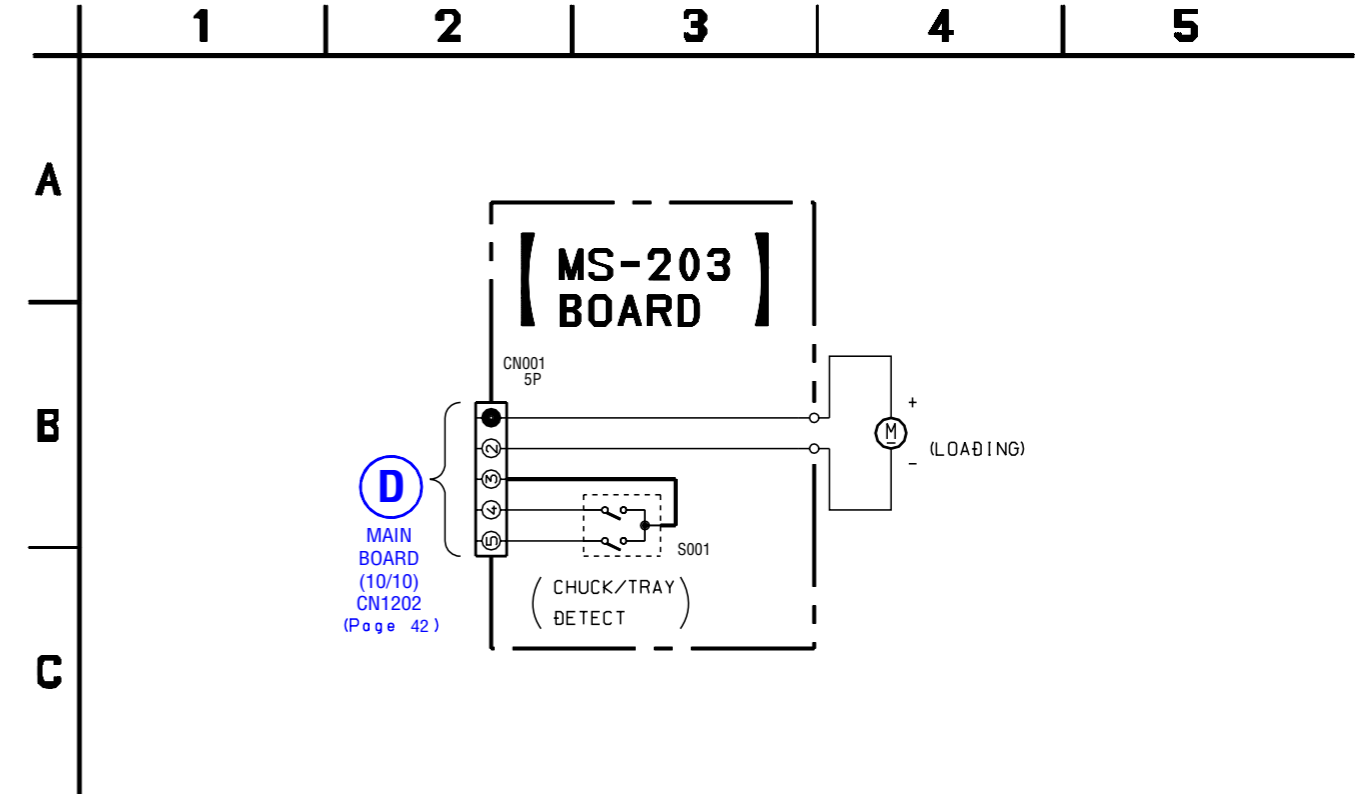 1 2 3 4 5
A
【 MS-203
BOARD 】
CN001
5P
B
1
2
3
4
5
+
M
(LOADING)
-
D
MAIN
BOARD
(10/10)
CN1202
(Page 42)
S001
(CHUCK/TRAY
DETECT)
C